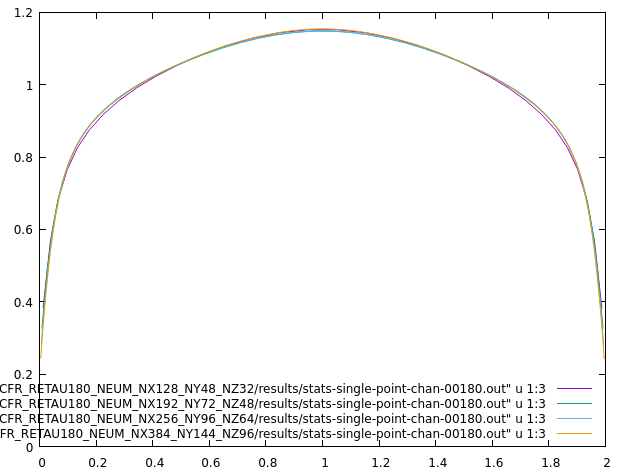 1.2
1
0.8
0.6
0.4
0.2
0
CFR_RETAU180_NEUM_NX128_NY48_NZ32/results/stats-single-point-chan-00180.out" u 1:3
CFR_RETAU180_NEUM_NX192_NY72_NZ48/results/stats-single-point-chan-00180.out" u 1:3
CFR_RETAU180_NEUM_NX256_NY96_NZ64/results/stats-single-point-chan-00180.out" u 1:3
FR_RETAU180_NEUM_NX384_NY144_NZ96/results/stats-single-point-chan-00180.out" u 1:3
0 0.2 0.4 0.6 0.8 1 1.2 1.4 1.6 1.8 2